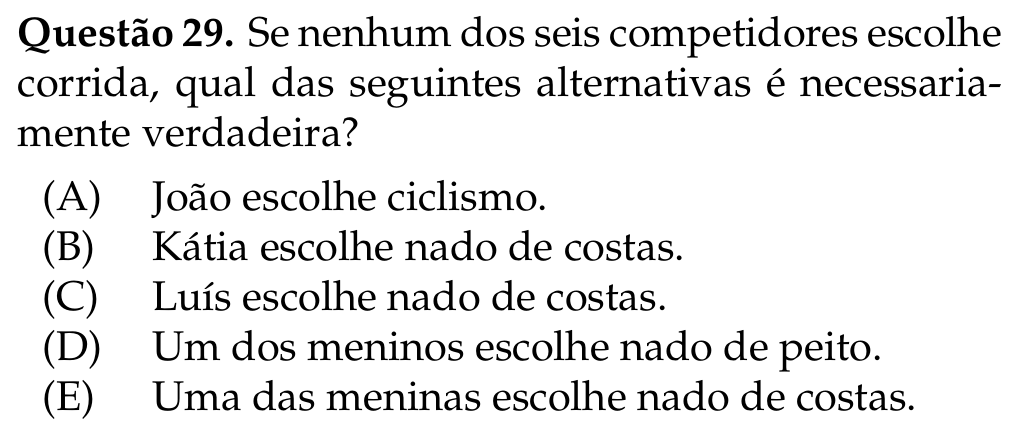 Questão 29. Se nenhum dos seis competidores escolhe
corrida, qual das seguintes alternativas é necessaria-
mente verdadeira?
(A) João escolhe ciclismo.
(B) Kátia escolhe nado de costas.
(C) Luís escolhe nado de costas.
(D) Um dos meninos escolhe nado de peito.
(E) Uma das meninas escolhe nado de costas.